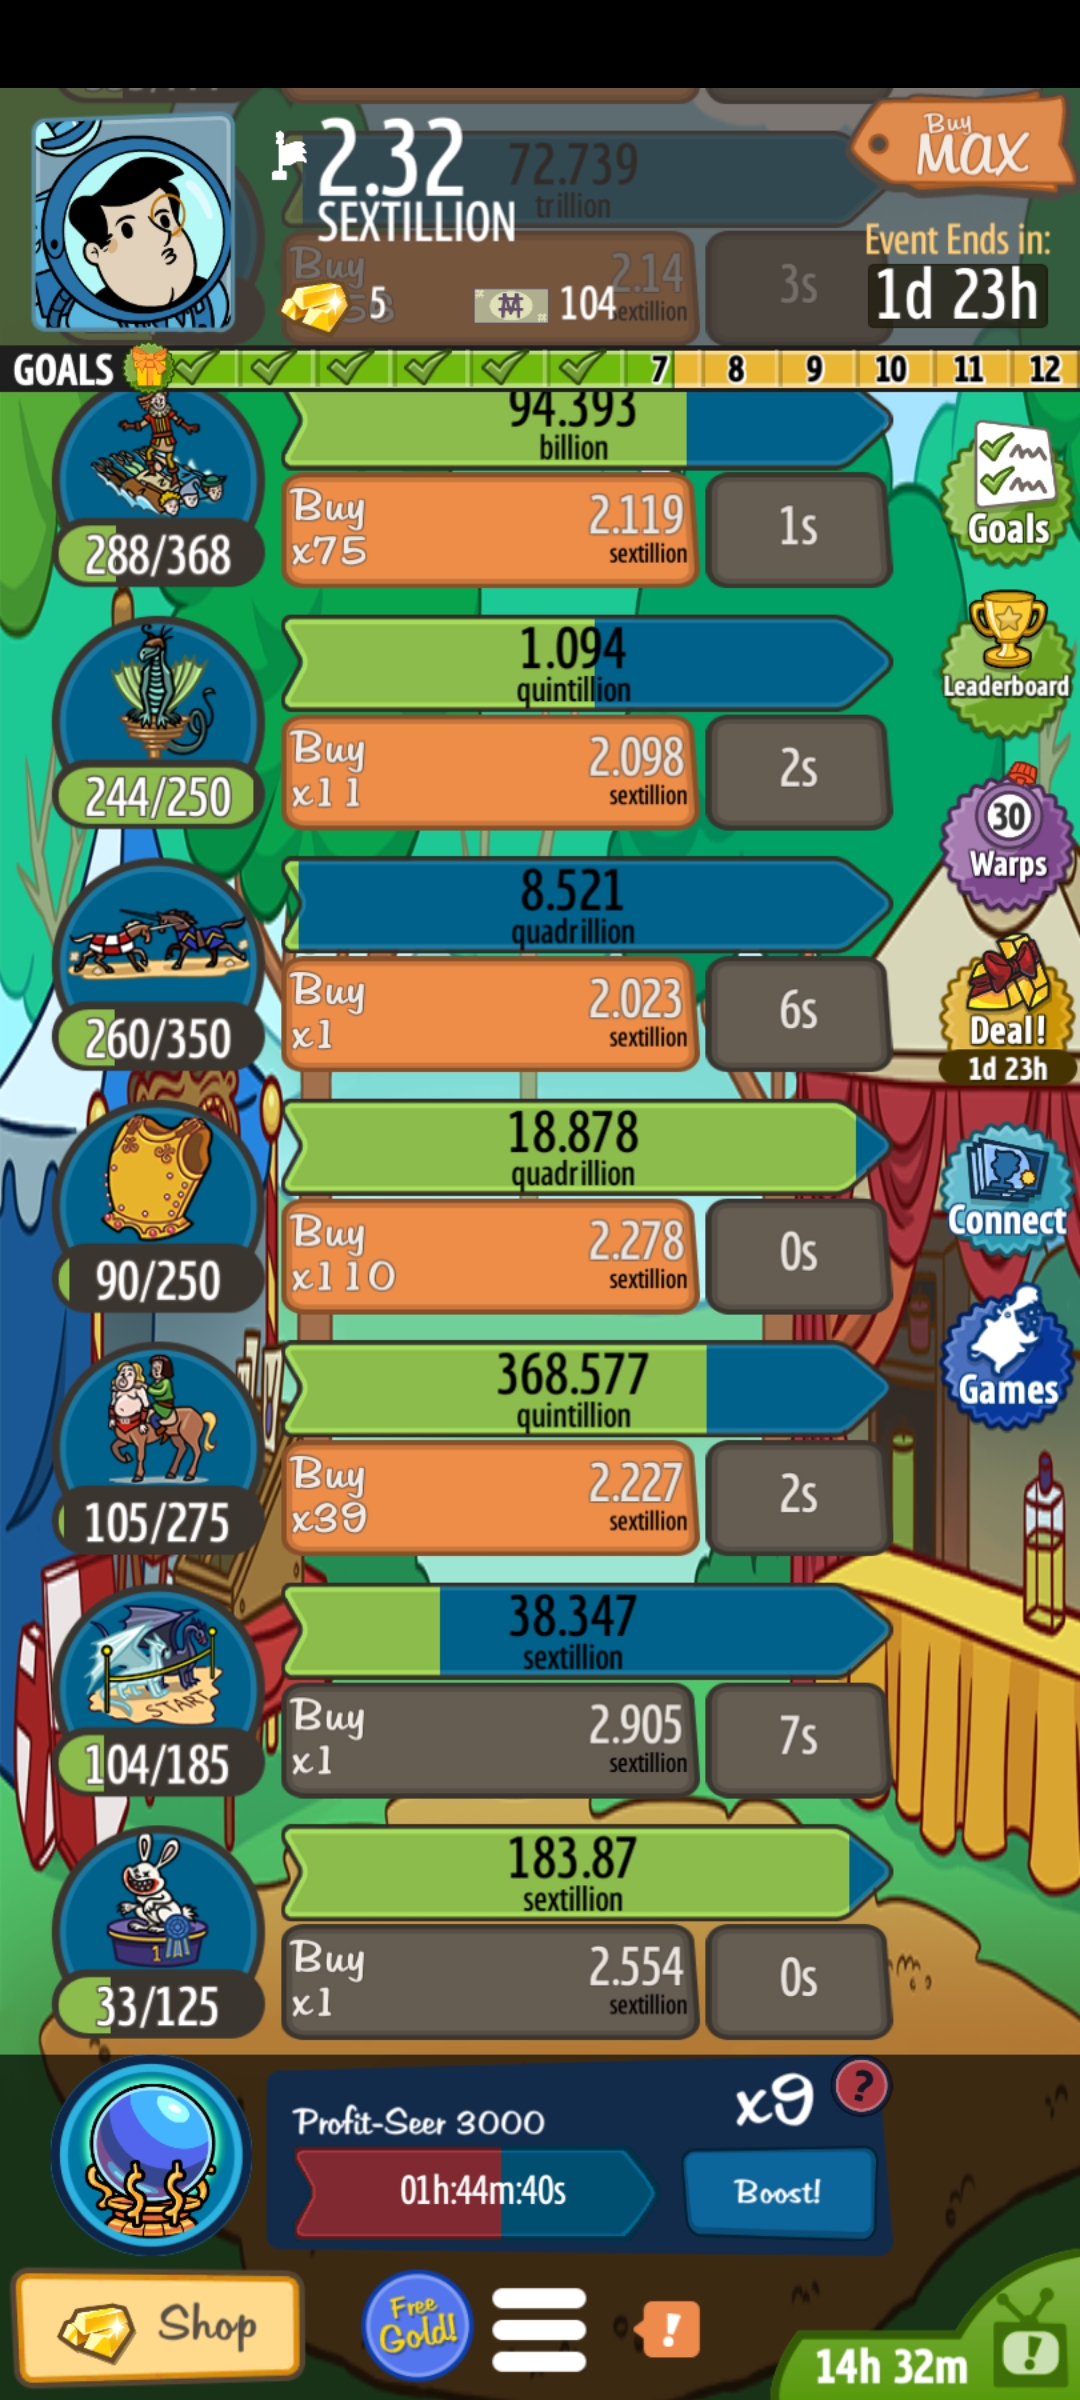 2.32
SEXTILLION
72.739
trillion
Buy
MAX
Event Ends in:
1d 23h
Buy
2.14
sextillion
3s
5
104
GOALS
7
8
9
10
11
12
94.393
billion
Buy
x75
2.119
sextillion
1s
288/368
Goals
1.094
quintillion
Buy
x11
2.098
sextillion
2s
244/250
Leaderboard
30
Warps
8.521
quadrillion
Buy
x1
2.023
sextillion
6s
260/350
Deal!
1d 23h
18.878
quadrillion
Buy
x110
2.278
sextillion
0s
90/250
Connect
368.577
quintillion
Buy
x39
2.227
sextillion
2s
105/275
Games
38.347
sextillion
START
Buy
x1
2.905
sextillion
7s
104/185
183.87
sextillion
1
Buy
x1
2.554
sextillion
0s
33/125
Profit-Seer 3000
x9
?
01h:44m:40s
Boost!
Shop
Free
Gold!
!
14h 32m
!